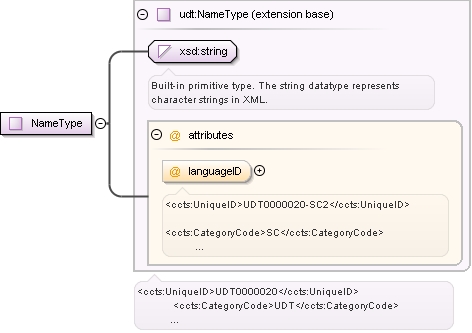 udt:NameType (extension base)
xsd:string
Built-in primitive type. The string datatype represents
character strings in XML.
NameType
@ attributes
@ languageID
<ccts:UniqueID>UDT0000020-SC2</ccts:UniqueID>
<ccts:CategoryCode>SC</ccts:CategoryCode>
...
<ccts:UniqueID>UDT0000020</ccts:UniqueID>
<ccts:CategoryCode>UDT</ccts:CategoryCode>
...